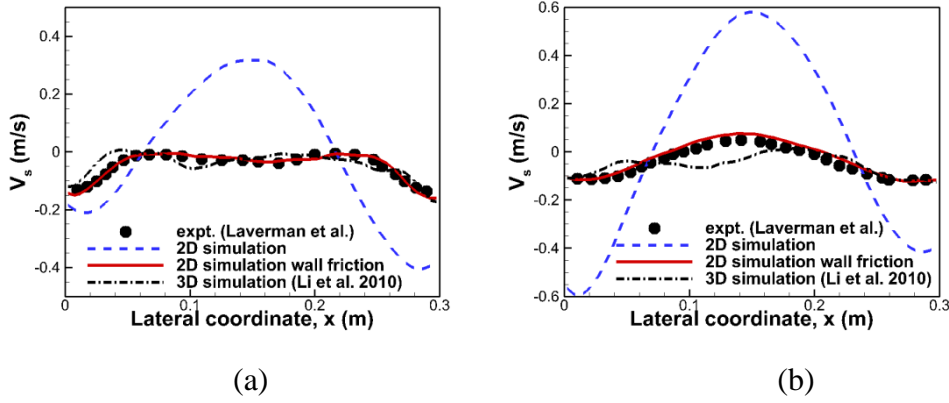 (a)
0.4
0.2
0
-0.2
-0.4
V_s (m/s)
expt. (Laverman et al.)
2D simulation
2D simulation wall friction
3D simulation (Li et al. 2010)
0 0.1 0.2 0.3
Lateral coordinate, x (m)
(b)
0.6
0.4
0.2
0
-0.2
-0.4
-0.6
V_s (m/s)
expt. (Laverman et al.)
2D simulation
2D simulation wall friction
3D simulation (Li et al. 2010)
0 0.1 0.2 0.3
Lateral coordinate, x (m)
(a) (b)